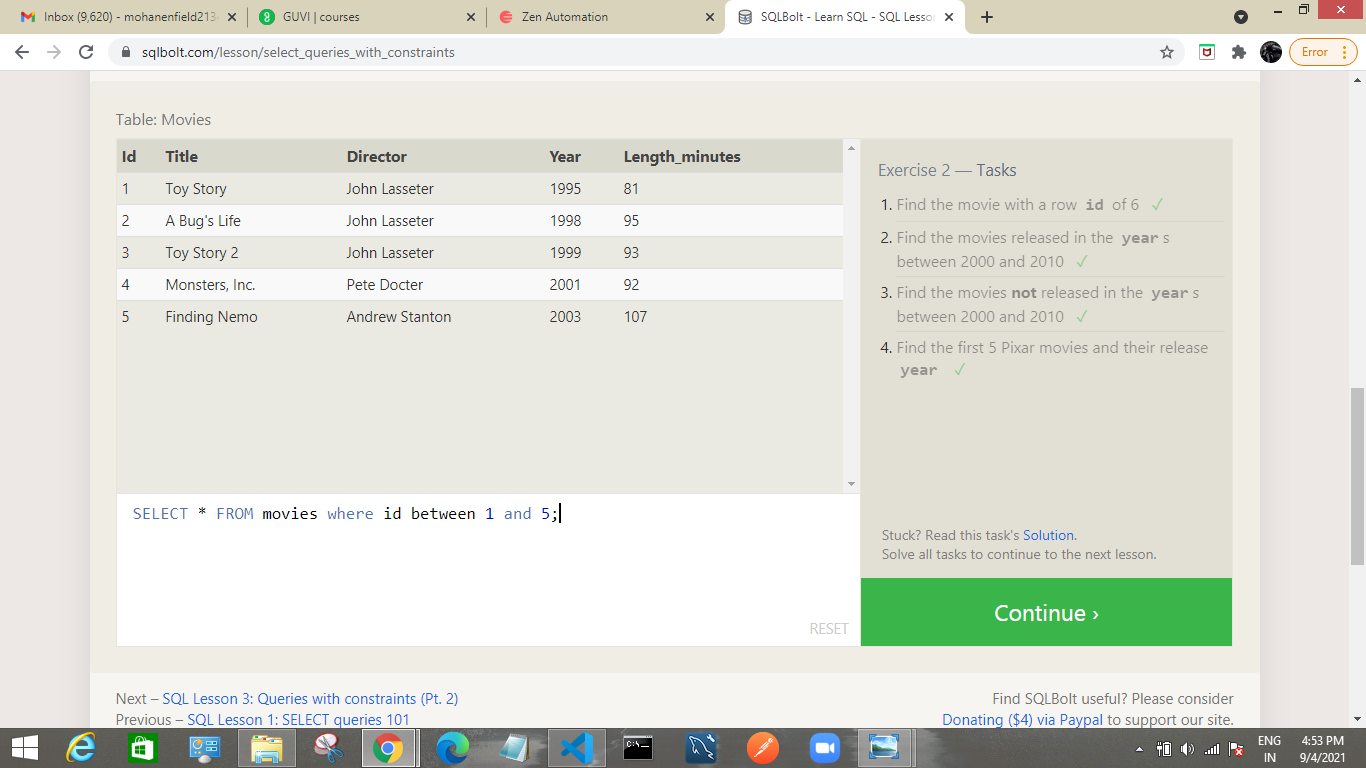 Inbox (9,620) - mohanenfield213
GUVI | courses
Zen Automation
SQLBolt - Learn SQL - SQL Lesson
sqlbolt.com/lesson/select_queries_with_constraints
Error
Table: Movies
Id Title Director Year Length_minutes
1 Toy Story John Lasseter 1995 81
2 A Bug's Life John Lasseter 1998 95
3 Toy Story 2 John Lasseter 1999 93
4 Monsters, Inc. Pete Docter 2001 92
5 Finding Nemo Andrew Stanton 2003 107
SELECT * FROM movies where id between 1 and 5;
RESET
Exercise 2 — Tasks
1. Find the movie with a row id of 6 ✓
2. Find the movies released in the year s
between 2000 and 2010 ✓
3. Find the movies not released in the year s
between 2000 and 2010 ✓
4. Find the first 5 Pixar movies and their release
year ✓
Stuck? Read this task's Solution.
Solve all tasks to continue to the next lesson.
Continue ›
Next – SQL Lesson 3: Queries with constraints (Pt. 2)
Previous – SQL Lesson 1: SELECT queries 101
Find SQLBolt useful? Please consider
Donating ($4) via Paypal to support our site.
ENG
IN
4:53 PM
9/4/2021